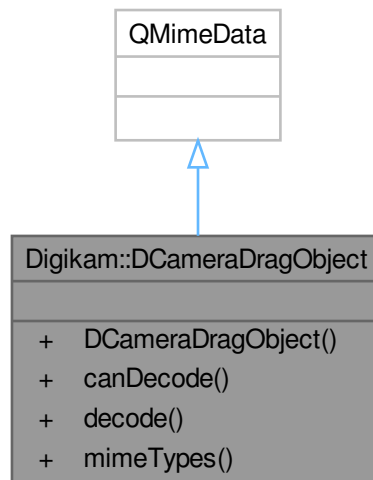 QMimeData
Digikam::DCameraDragObject
+ DCameraDragObject()
+ canDecode()
+ decode()
+ mimeTypes()